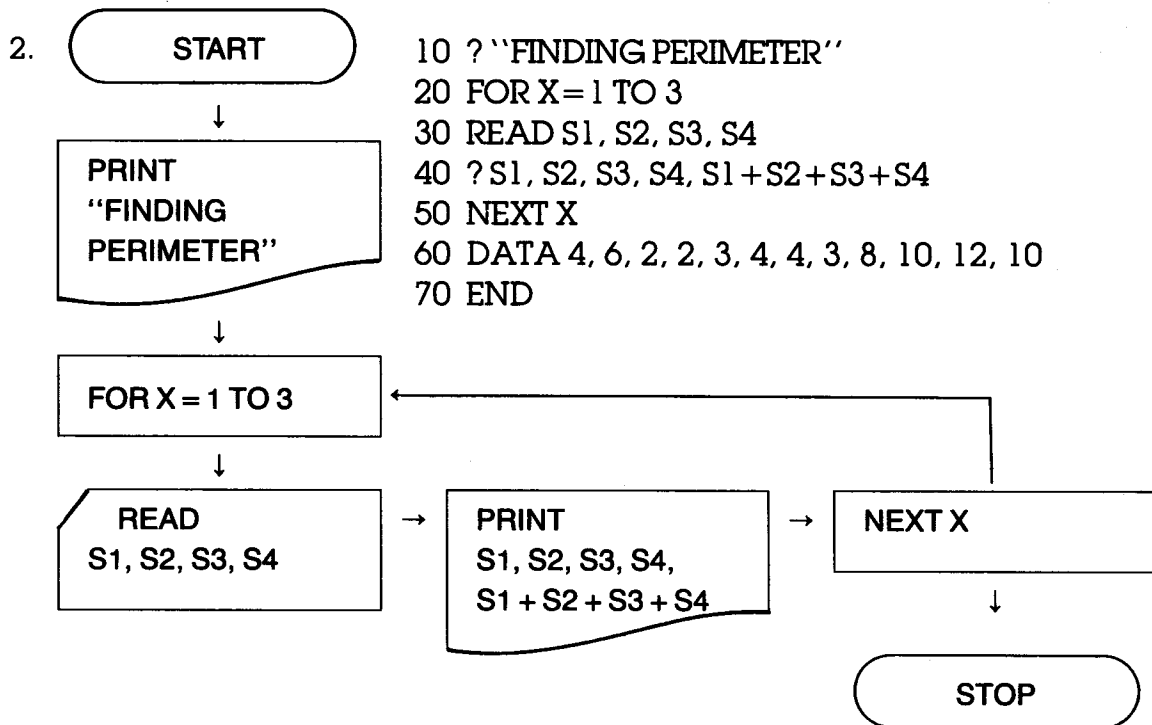 2.
START
10 ? ``FINDING PERIMETER''
20 FOR X=1 TO 3
30 READ S1, S2, S3, S4
40 ? S1, S2, S3, S4, S1+S2+S3+S4
50 NEXT X
60 DATA 4, 6, 2, 2, 3, 4, 4, 3, 8, 10, 12, 10
70 END
PRINT
“FINDING
PERIMETER”
FOR X = 1 TO 3
READ
S1, S2, S3, S4
PRINT
S1, S2, S3, S4,
S1 + S2 + S3 + S4
NEXT X
STOP